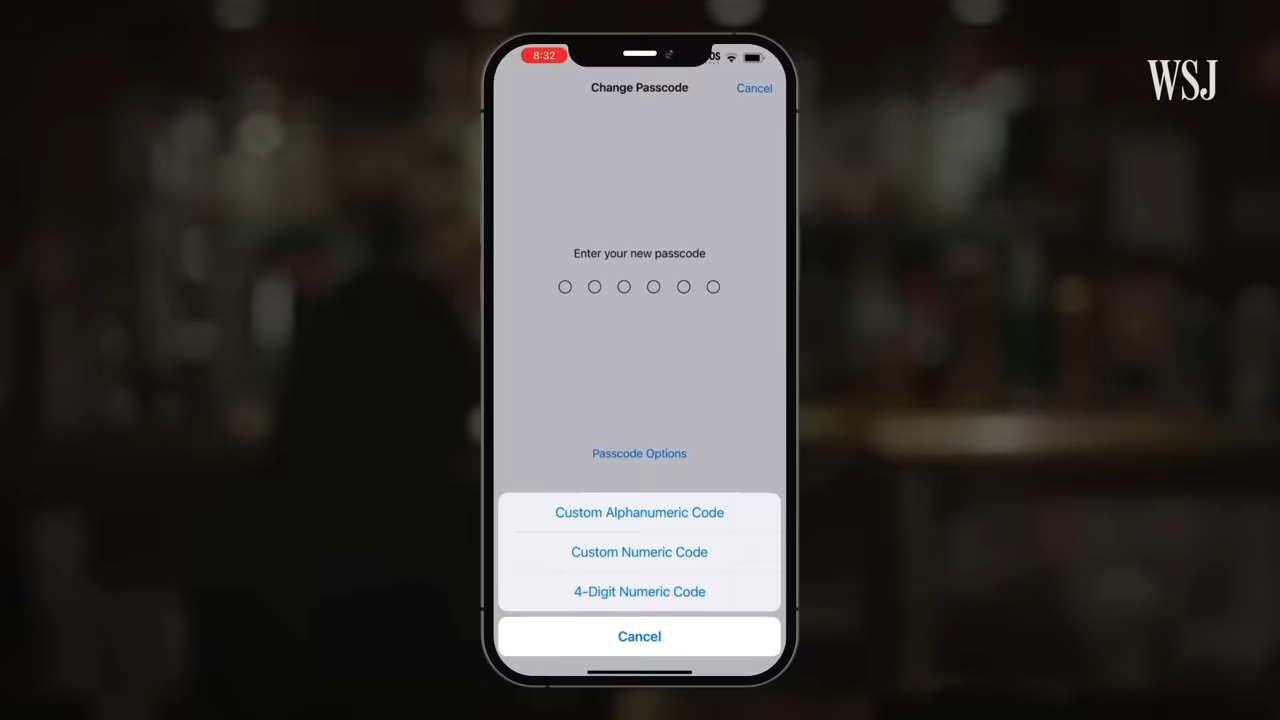 8:32
WSJ
Change Passcode
Cancel
Enter your new passcode
Passcode Options
Custom Alphanumeric Code
Custom Numeric Code
4-Digit Numeric Code
Cancel